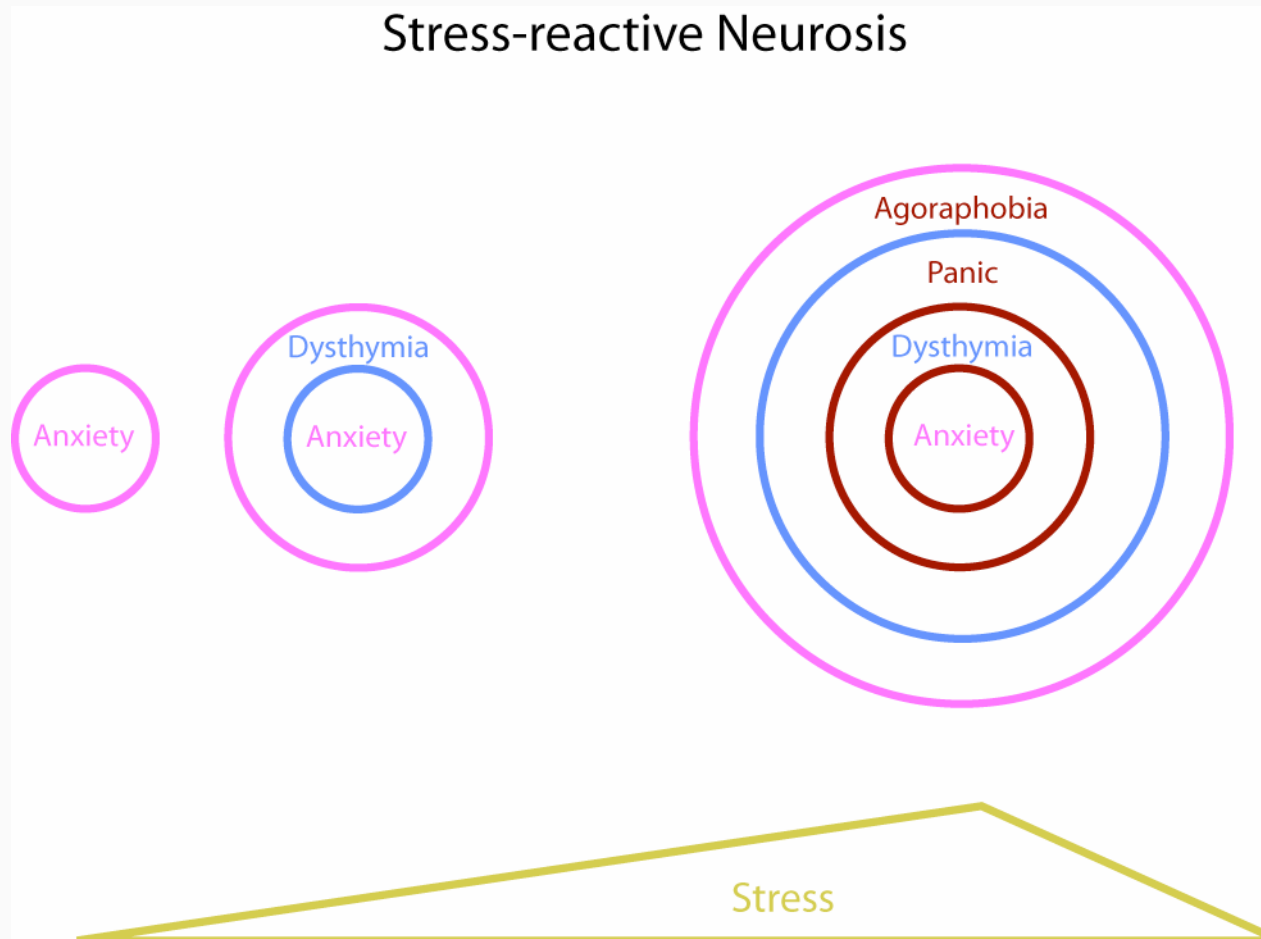 Stress-reactive Neurosis
Agoraphobia
Panic
Dysthymia
Dysthymia
Anxiety
Anxiety
Anxiety
Stress